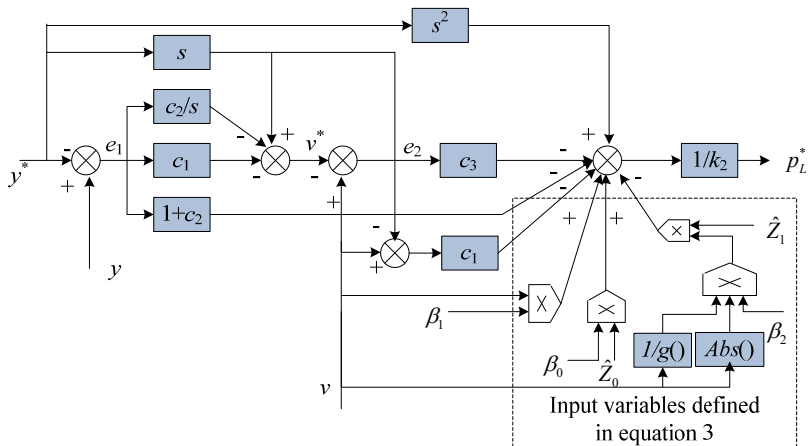 s²
s
+
c₂/s
-
+
+
-
e₁
v*
e₂
y*
c₁
c₃
1/k₂
p_L*
+
-
-
-
-
-
-
1+c₂
+
-
+
+
×
Ẑ₁
y
+
c₁
×
β₁
×
×
β₂
1/g()
Abs()
β₀
Ẑ₀
v
Input variables defined
in equation 3